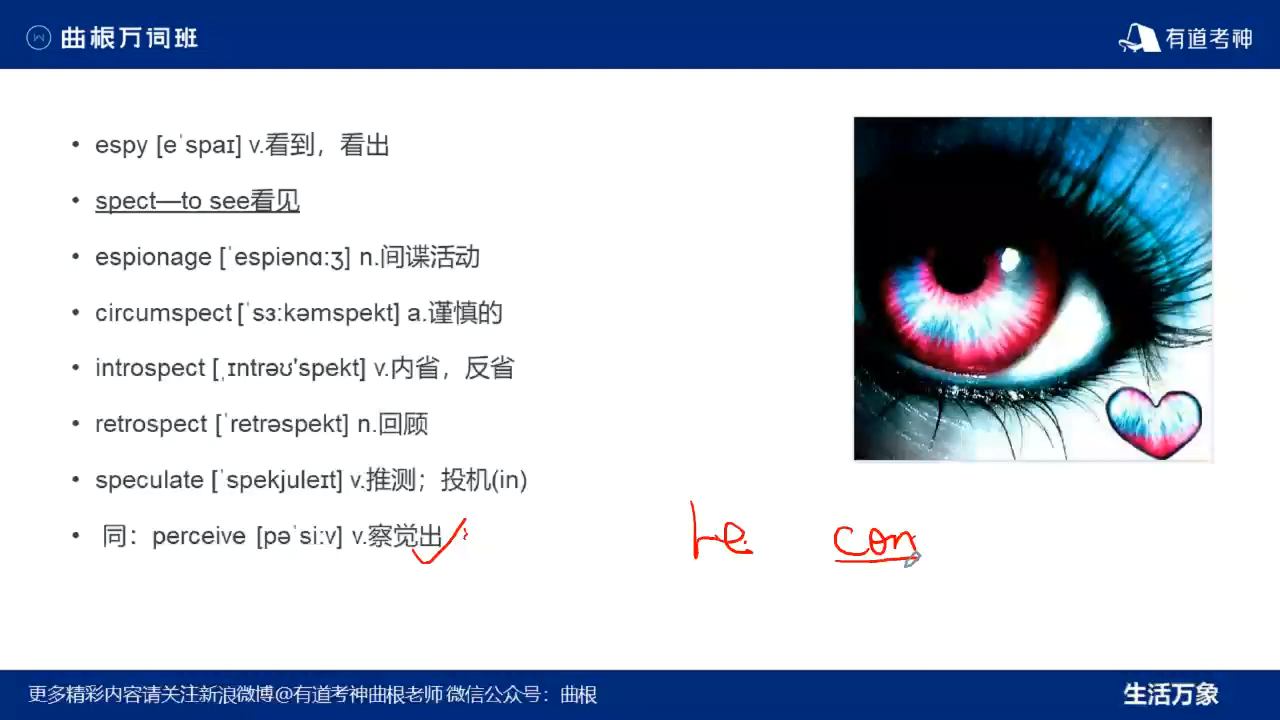 曲根万词班
有道考神
• espy [eˈspaɪ] v.看到，看出
• spect—to see看见
• espionage [ˈespiənɑːʒ] n.间谍活动
• circumspect [ˈsɜːkəmspekt] a.谨慎的
• introspect [ˌɪntrəʊˈspekt] v.内省，反省
• retrospect [ˈretrəspekt] n.回顾
• speculate [ˈspekjuleɪt] v.推测；投机(in)
• 同：perceive [pəˈsiːv] v.察觉出
con
更多精彩内容请关注新浪微博@有道考神曲根老师 微信公众号：曲根
生活万象